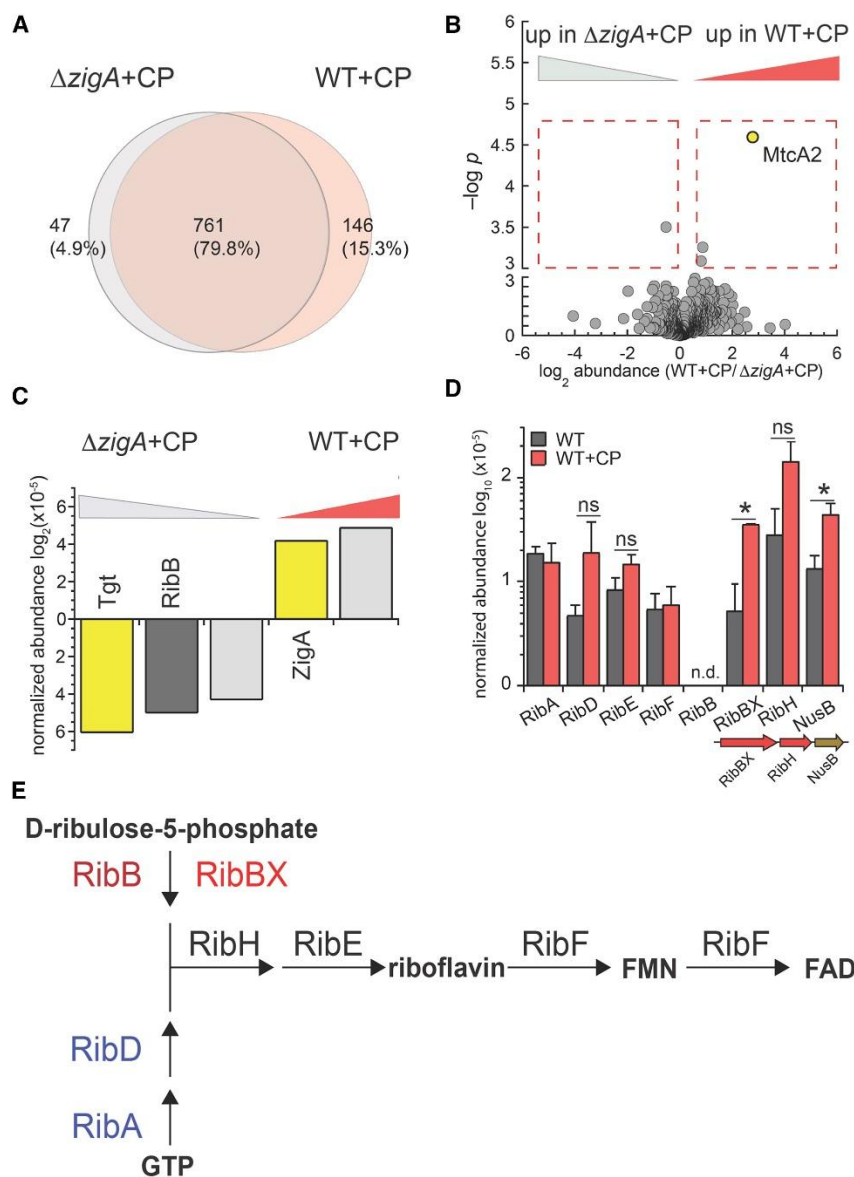 A
ΔzigA+CP
WT+CP
47
(4.9%)
761
(79.8%)
146
(15.3%)
B
up in ΔzigA+CP
up in WT+CP
6
5.5
5
4.5
4
3.5
3
3
0
−log p
MtcA2
-6 -4 -2 0 2 4 6
log2 abundance (WT+CP/ΔzigA+CP)
C
ΔzigA+CP
WT+CP
normalized abundance log2(x10-5)
6
4
2
0
2
4
6
Tgt
RibB
ZigA
D
normalized abundance log10 (x10-5)
2
1
0
WT
WT+CP
ns
ns
n.d.
*
ns
*
RibA RibD RibE RibF RibB RibBX RibH NusB
RibBX RibH NusB
E
D-ribulose-5-phosphate
RibB RibBX
RibH RibE riboflavin RibF FMN RibF FAD
RibD
RibA
GTP